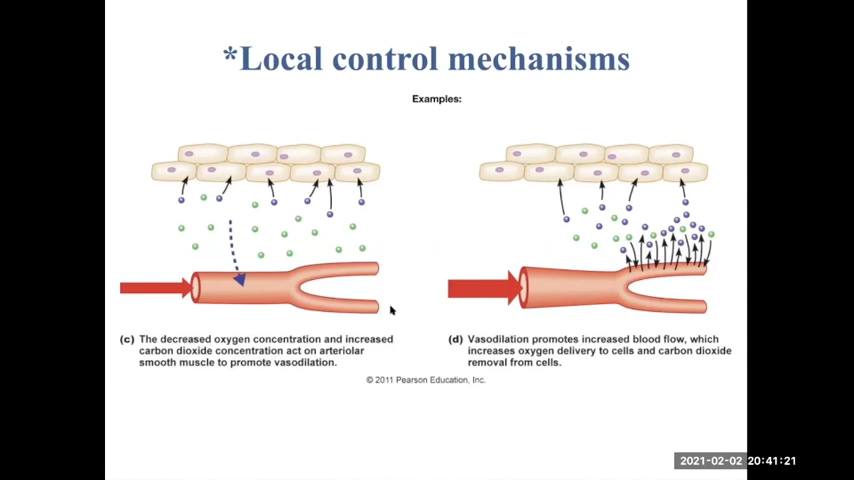 *Local control mechanisms
Examples:
(c) The decreased oxygen concentration and increased
carbon dioxide concentration act on arteriolar
smooth muscle to promote vasodilation.
(d) Vasodilation promotes increased blood flow, which
increases oxygen delivery to cells and carbon dioxide
removal from cells.
© 2011 Pearson Education, Inc.
2021-02-02 20:41:21